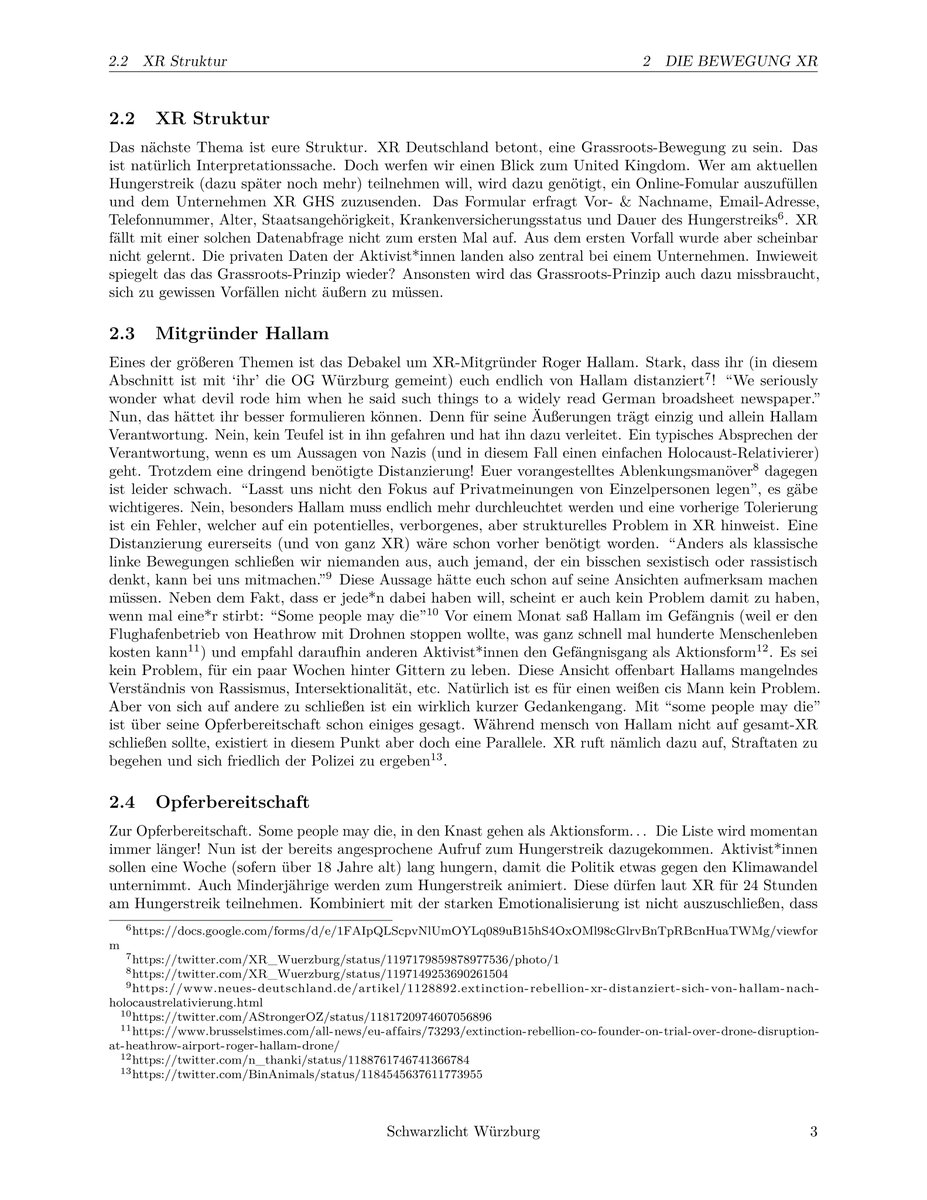 2.2 XR Struktur 2 DIE BEWEGUNG XR
2.2 XR Struktur
Das nächste Thema ist eure Struktur. XR Deutschland betont, eine Grassroots-Bewegung zu sein. Das
ist natürlich Interpretationssache. Doch werfen wir einen Blick zum United Kingdom. Wer am aktuellen
Hungerstreik (dazu später noch mehr) teilnehmen will, wird dazu genötigt, ein Online-Fomular auszufüllen
und dem Unternehmen XR GHS zuzusenden. Das Formular erfragt Vor- & Nachname, Email-Adresse,
Telefonnummer, Alter, Staatsangehörigkeit, Krankenversicherungsstatus und Dauer des Hungerstreiks6. XR
fällt mit einer solchen Datenabfrage nicht zum ersten Mal auf. Aus dem ersten Vorfall wurde aber scheinbar
nicht gelernt. Die privaten Daten der Aktivist*innen landen also zentral bei einem Unternehmen. Inwieweit
spiegelt das das Grassroots-Prinzip wieder? Ansonsten wird das Grassroots-Prinzip auch dazu missbraucht,
sich zu gewissen Vorfällen nicht äußern zu müssen.
2.3 Mitgründer Hallam
Eines der größeren Themen ist das Debakel um XR-Mitgründer Roger Hallam. Stark, dass ihr (in diesem
Abschnitt ist mit ‘ihr’ die OG Würzburg gemeint) euch endlich von Hallam distanziert7! “We seriously
wonder what devil rode him when he said such things to a widely read German broadsheet newspaper.”
Nun, das hättet ihr besser formulieren können. Denn für seine Äußerungen trägt einzig und allein Hallam
Verantwortung. Nein, kein Teufel ist in ihn gefahren und hat ihn dazu verleitet. Ein typisches Absprechen der
Verantwortung, wenn es um Aussagen von Nazis (und in diesem Fall einen einfachen Holocaust-Relativierer)
geht. Trotzdem eine dringend benötigte Distanzierung! Euer vorangestelltes Ablenkungsmanöver8 dagegen
ist leider schwach. “Lasst uns nicht den Fokus auf Privatmeinungen von Einzelpersonen legen”, es gäbe
wichtigeres. Nein, besonders Hallam muss endlich mehr durchleuchtet werden und eine vorherige Tolerierung
ist ein Fehler, welcher auf ein potentielles, verborgenes, aber strukturelles Problem in XR hinweist. Eine
Distanzierung eurerseits (und von ganz XR) wäre schon vorher benötigt worden. “Anders als klassische
linke Bewegungen schließen wir niemanden aus, auch jemand, der ein bisschen sexistisch oder rassistisch
denkt, kann bei uns mitmachen.”9 Diese Aussage hätte euch schon auf seine Ansichten aufmerksam machen
müssen. Neben dem Fakt, dass er jede*n dabei haben will, scheint er auch kein Problem damit zu haben,
wenn mal eine*r stirbt: “Some people may die”10 Vor einem Monat saß Hallam im Gefängnis (weil er den
Flughafenbetrieb von Heathrow mit Drohnen stoppen wollte, was ganz schnell mal hunderte Menschenleben
kosten kann11) und empfahl daraufhin anderen Aktivist*innen den Gefängnisgang als Aktionsform12. Es sei
kein Problem, für ein paar Wochen hinter Gittern zu leben. Diese Ansicht offenbart Hallams mangelndes
Verständnis von Rassismus, Intersektionalität, etc. Natürlich ist es für einen weißen cis Mann kein Problem.
Aber von sich auf andere zu schließen ist ein wirklich kurzer Gedankengang. Mit “some people may die”
ist über seine Opferbereitschaft schon einiges gesagt. Während mensch von Hallam nicht auf gesamt-XR
schließen sollte, existiert in diesem Punkt aber doch eine Parallele. XR ruft nämlich dazu auf, Straftaten zu
begehen und sich friedlich der Polizei zu ergeben13.
2.4 Opferbereitschaft
Zur Opferbereitschaft. Some people may die, in den Knast gehen als Aktionsform... Die Liste wird momentan
immer länger! Nun ist der bereits angesprochene Aufruf zum Hungerstreik dazugekommen. Aktivist*innen
sollen eine Woche (sofern über 18 Jahre alt) lang hungern, damit die Politik etwas gegen den Klimawandel
unternimmt. Auch Minderjährige werden zum Hungerstreik animiert. Diese dürfen laut XR für 24 Stunden
am Hungerstreik teilnehmen. Kombiniert mit der starken Emotionalisierung ist nicht auszuschließen, dass
6https://docs.google.com/forms/d/e/1FAIpQLScpvNlUmOYLq089uB15hS4OxOMl98cGlrvBnTpRBcnHuaTWMg/viewfor
m
7https://twitter.com/XR_Wuerzburg/status/1197179859878977536/photo/1
8https://twitter.com/XR_Wuerzburg/status/1197149253690261504
9https://www.neues-deutschland.de/artikel/1128892.extinction-rebellion-xr-distanziert-sich-von-hallam-nach-
holocaustrelativierung.html
10https://twitter.com/AStrongerOZ/status/1181720974607056896
11https://www.brusselstimes.com/all-news/eu-affairs/73293/extinction-rebellion-co-founder-on-trial-over-drone-disruption-
at-heathrow-airport-roger-hallam-drone/
12https://twitter.com/n_thanki/status/1188761746741366784
13https://twitter.com/BinAnimals/status/1184545637611773955
Schwarzlicht Würzburg 3